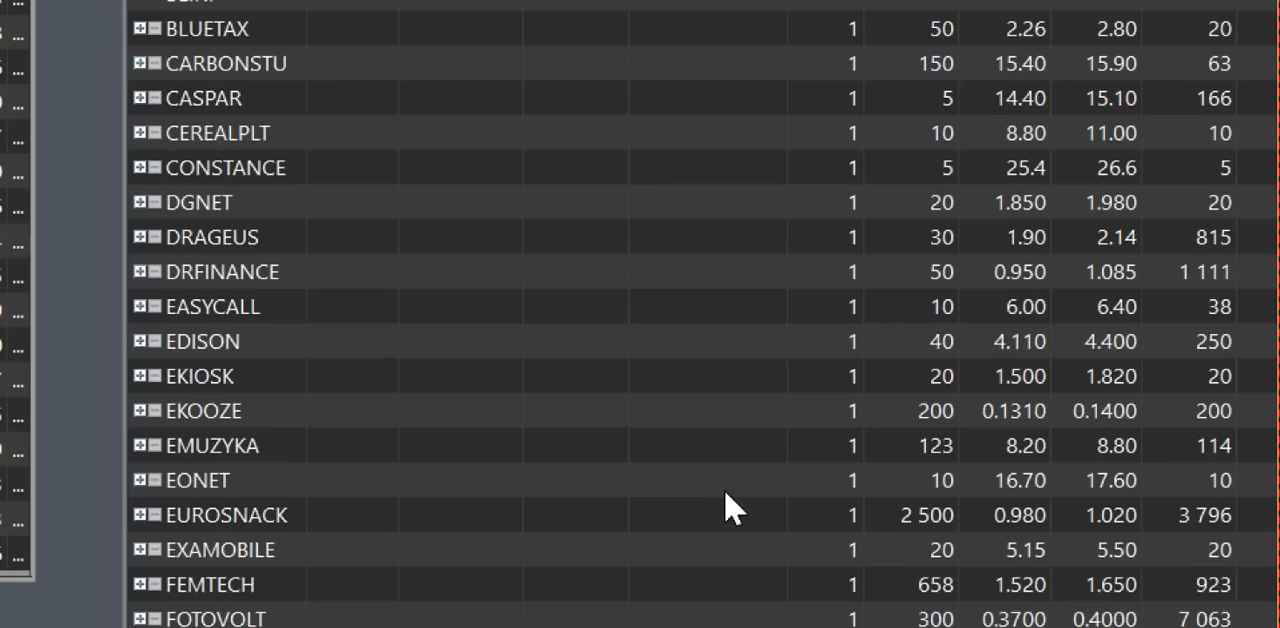 BLUETAX 1 50 2.26 2.80 20
CARBONSTU 1 150 15.40 15.90 63
CASPAR 1 5 14.40 15.10 166
CEREALPLT 1 10 8.80 11.00 10
CONSTANCE 1 5 25.4 26.6 5
DGNET 1 20 1.850 1.980 20
DRAGEUS 1 30 1.90 2.14 815
DRFINANCE 1 50 0.950 1.085 1 111
EASYCALL 1 10 6.00 6.40 38
EDISON 1 40 4.110 4.400 250
EKIOSK 1 20 1.500 1.820 20
EKOOZE 1 200 0.1310 0.1400 200
EMUZYKA 1 123 8.20 8.80 114
EONET 1 10 16.70 17.60 10
EUROSNACK 1 2 500 0.980 1.020 3 796
EXAMOBILE 1 20 5.15 5.50 20
FEMTECH 1 658 1.520 1.650 923
FOTOVOLT 1 300 0.3700 0.4000 7 063